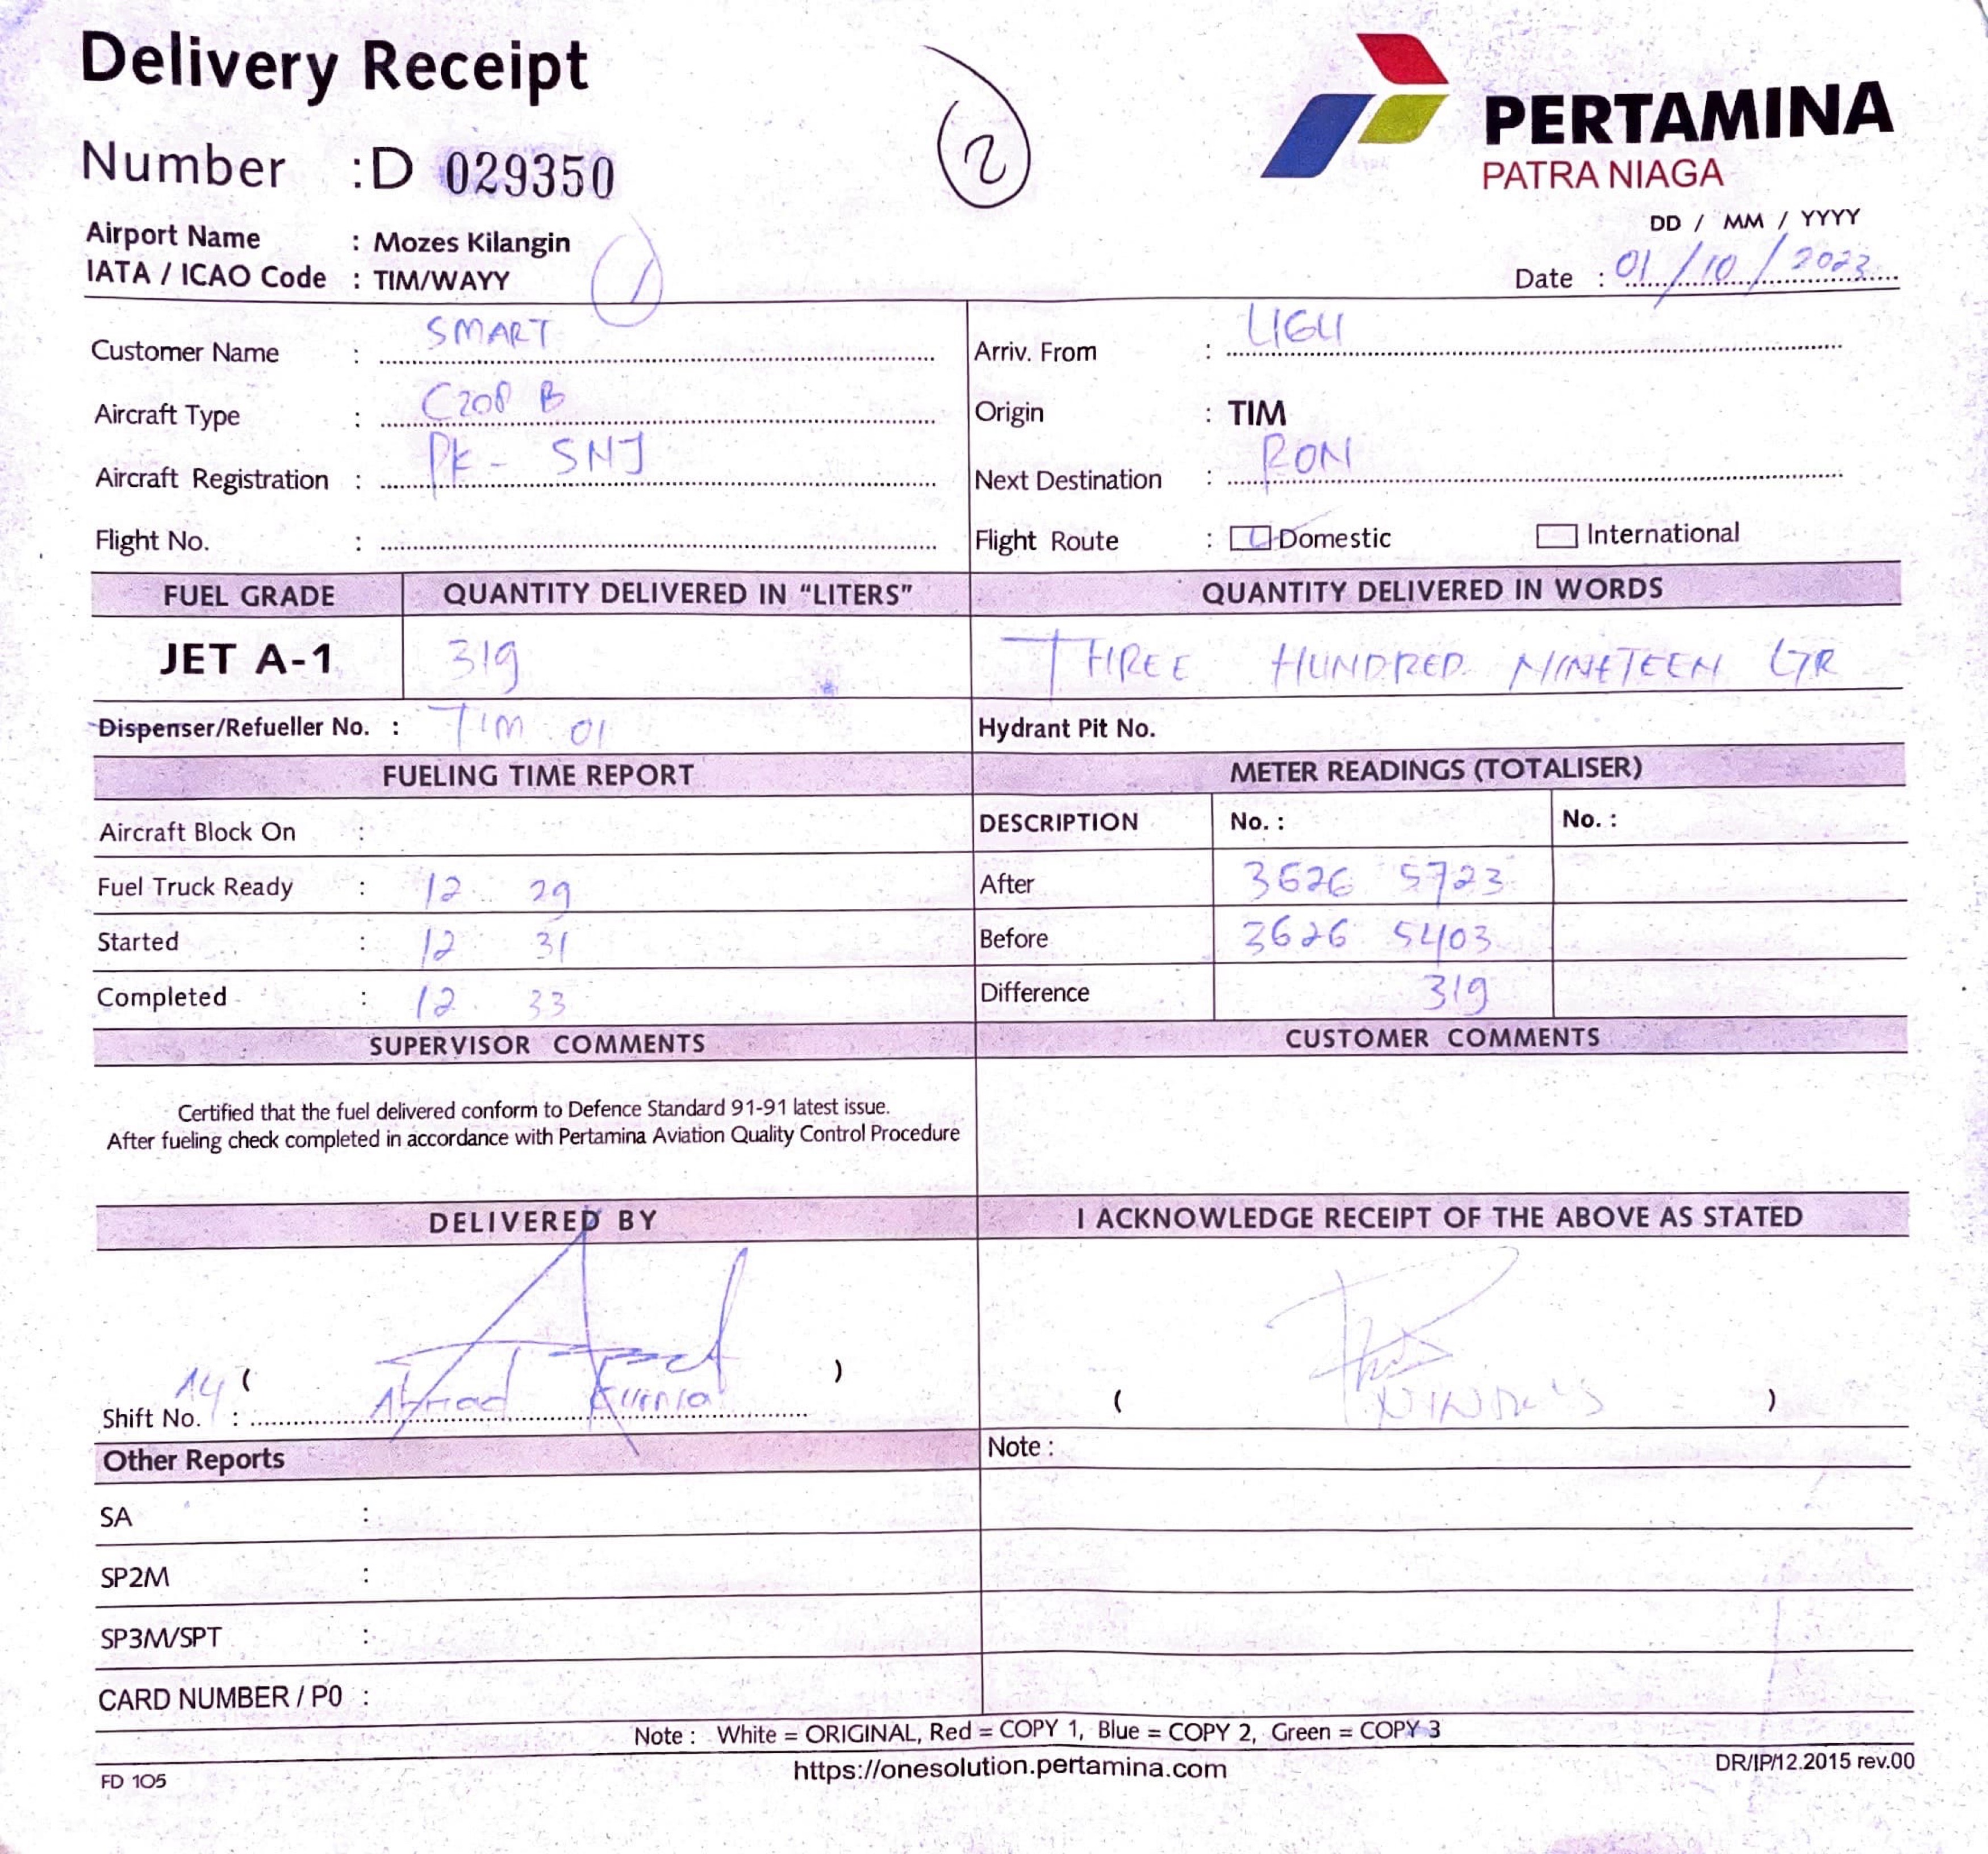 Delivery Receipt
2
PERTAMINA
PATRA NIAGA
Number :D 029350
DD / MM / YYYY
Airport Name : Mozes Kilangin
IATA / ICAO Code : TIM/WAYY
1
Date : 01/10/2023
Customer Name : SMART
Arriv. From : LIGU
Aircraft Type : C208 B
Origin : TIM
Aircraft Registration : PK - SNJ
Next Destination : RON
Flight No. :
Flight Route : Domestic International
FUEL GRADE QUANTITY DELIVERED IN “LITERS” QUANTITY DELIVERED IN WORDS
JET A-1 319 THREE HUNDRED NINETEEN LTR
Dispenser/Refueller No. : TIM 01 Hydrant Pit No.
FUELING TIME REPORT METER READINGS (TOTALISER)
Aircraft Block On : DESCRIPTION No. : No. :
Fuel Truck Ready : 12 29 After 3626 5723
Started : 12 31 Before 3626 5403
Completed : 12 33 Difference 319
SUPERVISOR COMMENTS CUSTOMER COMMENTS
Certified that the fuel delivered conform to Defence Standard 91-91 latest issue.
After fueling check completed in accordance with Pertamina Aviation Quality Control Procedure
DELIVERED BY I ACKNOWLEDGE RECEIPT OF THE ABOVE AS STATED
14 ( ) ( )
Shift No. : Ahmad Kurnia
Other Reports Note :
SA :
SP2M :
SP3M/SPT :
CARD NUMBER / P0 :
Note : White = ORIGINAL, Red = COPY 1, Blue = COPY 2, Green = COPY 3
FD 105 https://onesolution.pertamina.com DR/IP/12.2015 rev.00